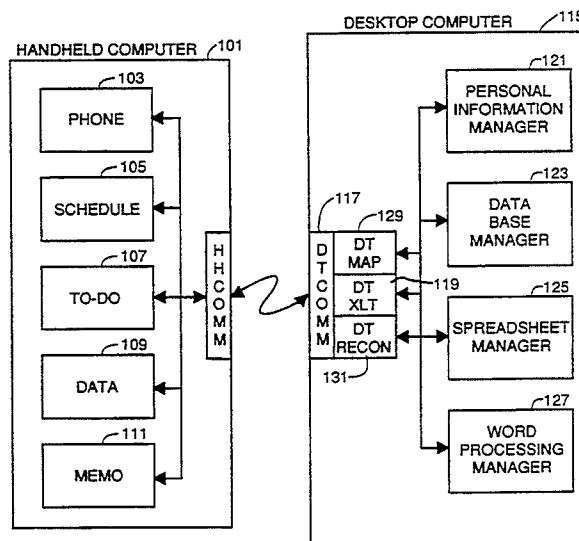 HANDHELD COMPUTER
101
103
PHONE
105
SCHEDULE
107
TO-DO
109
DATA
111
MEMO
HHCOMM
DESKTOP COMPUTER
115
117
DTCOMM
129
DT
MAP
119
DT
XLT
DT
RECON
131
121
PERSONAL
INFORMATION
MANAGER
123
DATA
BASE
MANAGER
125
SPREADSHEET
MANAGER
127
WORD
PROCESSING
MANAGER